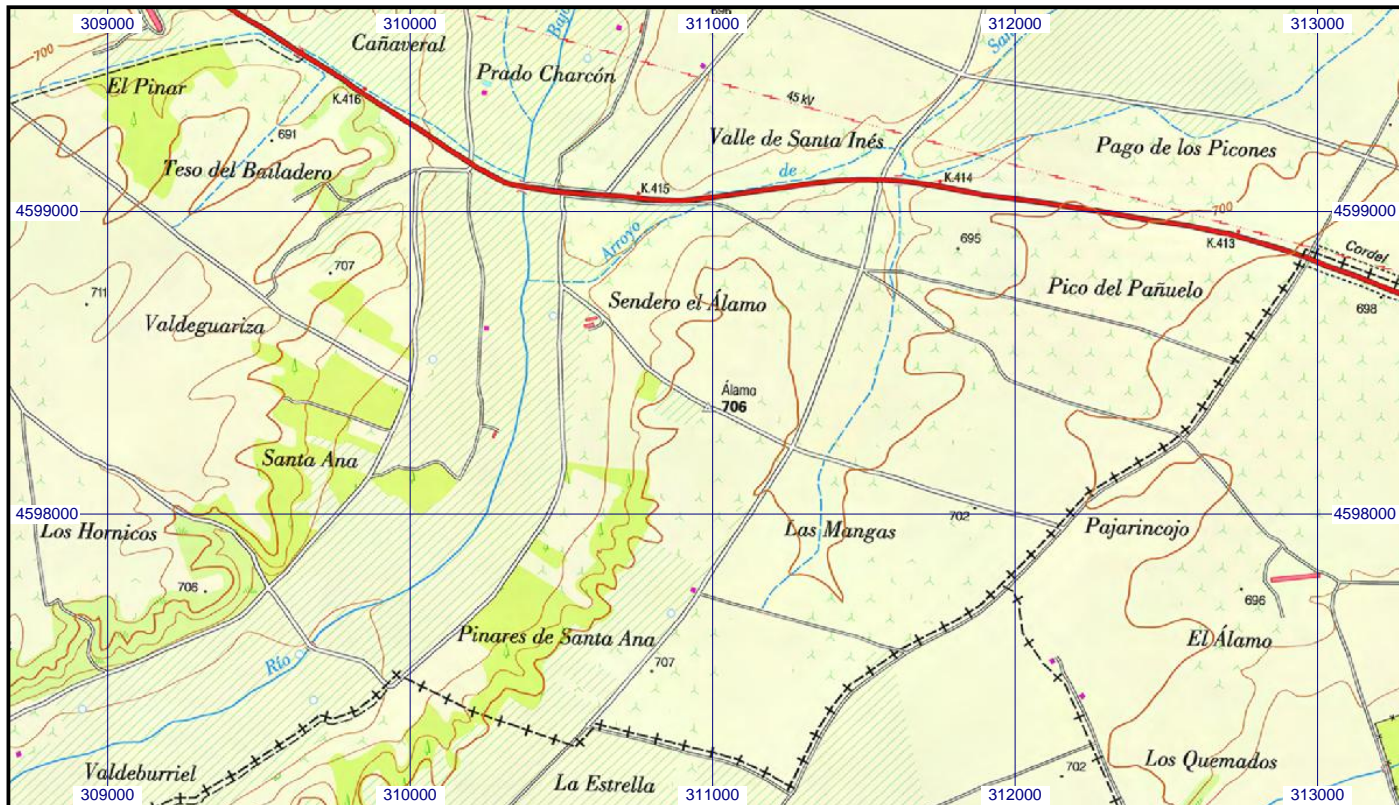 309000 310000 311000 312000 313000
700
Cañaveral
Bajo
695
San
El Pinar
Prado Charcón
K.416
45 kV
691
Valle de Santa Inés
Pago de los Picones
Teso del Bailadero
de
K.415
K.414
4599000
4599000
700
Arroyo
695
K.413
Cordel
707
711
Sendero el Álamo
Pico del Pañuelo
698
Valdeguariza
Álamo
706
Santa Ana
4598000
4598000
Los Hornicos
702
Las Mangas
Pajarincojo
706
696
Pinares de Santa Ana
El Álamo
Río
707
Valdeburriel
La Estrella
702
Los Quemados
309000 310000 311000 312000 313000